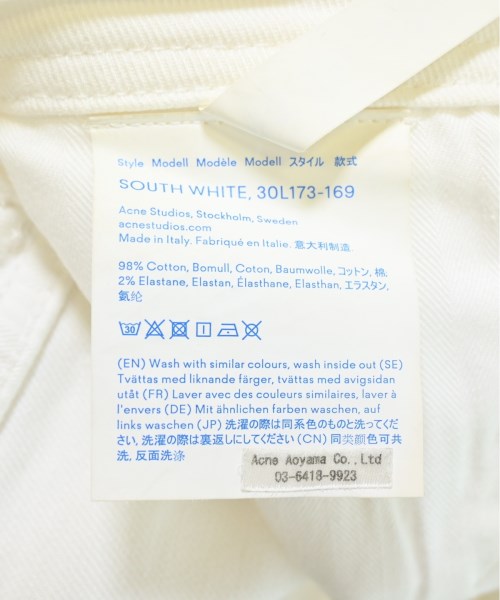 Style Modell Modèle Modell スタイル 款式
SOUTH WHITE, 30L173-169
Acne Studios, Stockholm, Sweden
acnestudios.com
Made in Italy. Fabriqué en Italie. 意大利制造.
98% Cotton, Bomull, Coton, Baumwolle, コットン, 棉;
2% Elastane, Elastan, Élasthane, Elasthan, エラスタン,
氨纶
30
(EN) Wash with similar colours, wash inside out (SE)
Tvättas med liknande färger, tvättas med avigsidan
utåt (FR) Laver avec des couleurs similaires, laver à
l'envers (DE) Mit ähnlichen farben waschen, auf
links waschen (JP) 洗濯の際は同系色のものと洗ってくだ
さい, 洗濯の際は裏返しにしてください (CN) 同类颜色可共
洗, 反面洗涤
Acne Aoyama Co.,Ltd
03-6418-9923